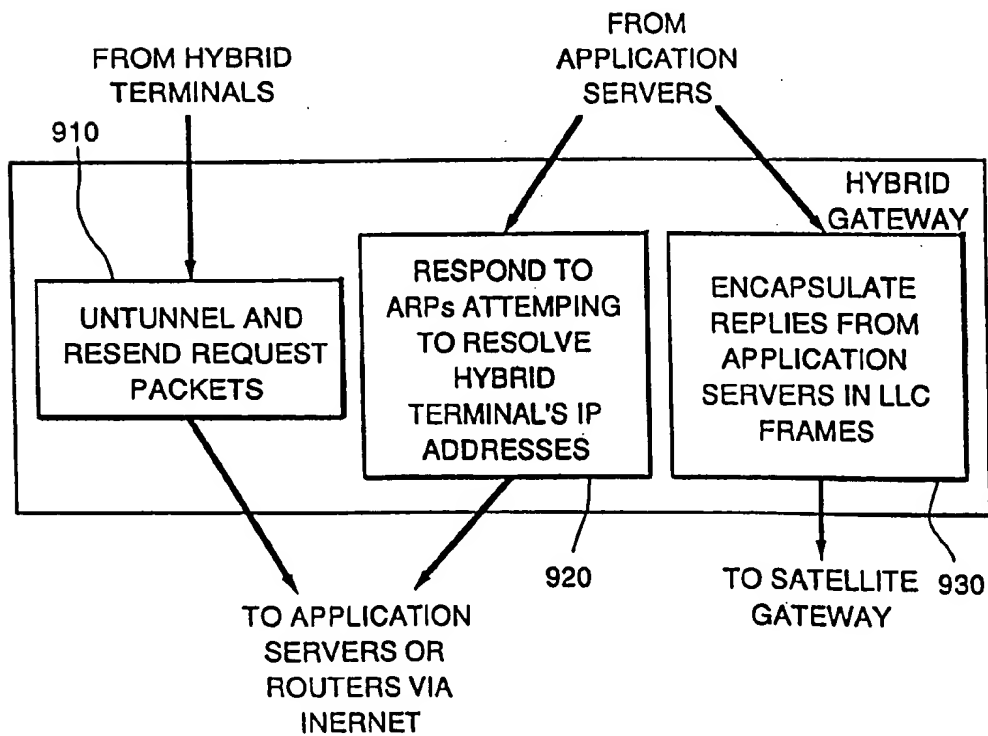 FROM HYBRID
TERMINALS
FROM
APPLICATION
SERVERS
910
HYBRID
GATEWAY
UNTUNNEL AND
RESEND REQUEST
PACKETS
RESPOND TO
ARPs ATTEMPING
TO RESOLVE
HYBRID
TERMINAL'S IP
ADDRESSES
ENCAPSULATE
REPLIES FROM
APPLICATION
SERVERS IN LLC
FRAMES
920
930
TO APPLICATION
SERVERS OR
ROUTERS VIA
INERNET
TO SATELLITE
GATEWAY